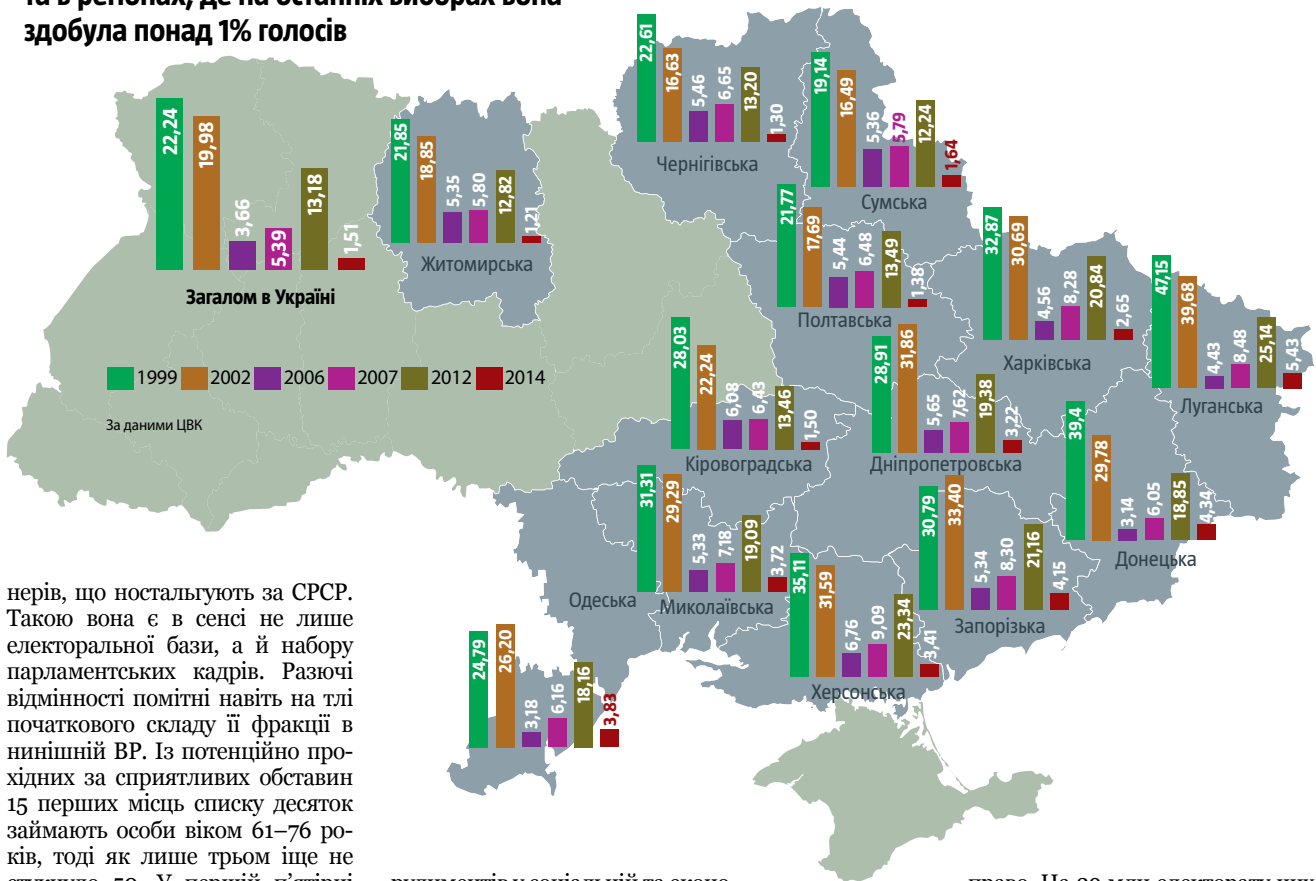 та в регіонах, де на останніх виборах вона
здобула понад 1% голосів
22,24
19,98
3,66
5,39
13,18
1,51
Загалом в Україні
21,85
18,85
5,35
5,80
12,82
1,21
Житомирська
22,61
16,63
5,46
6,65
13,20
1,30
Чернігівська
19,14
16,49
5,36
5,79
12,24
1,64
Сумська
21,77
17,69
5,44
6,48
13,49
1,38
Полтавська
32,87
30,69
4,56
8,28
20,84
2,65
Харківська
47,15
39,68
4,43
8,48
25,14
5,43
Луганська
1999 2002 2006 2007 2012 2014
За даними ЦВК
28,03
22,24
6,08
6,43
13,46
1,50
Кіровоградська
28,91
31,86
5,65
7,62
19,38
3,22
Дніпропетровська
39,4
29,78
3,14
6,05
18,85
4,34
Донецька
31,31
29,29
5,33
7,18
19,09
3,72
Миколаївська
30,79
33,40
5,34
8,30
21,16
4,15
Запорізька
35,11
31,59
6,76
9,09
23,34
3,41
Херсонська
Одеська
24,79
26,20
3,18
6,16
18,16
3,83
нерів, що ностальгують за СРСР.
Такою вона є в сенсі не лише
електоральної бази, а й набору
парламентських кадрів. Разючі
відмінності помітні навіть на тлі
початкового складу її фракції в
нинішній ВР. Із потенційно про-
хідних за сприятливих обставин
15 перших місць списку десяток
займають особи віком 61–76 ро-
ків, тоді як лише трьом іще не